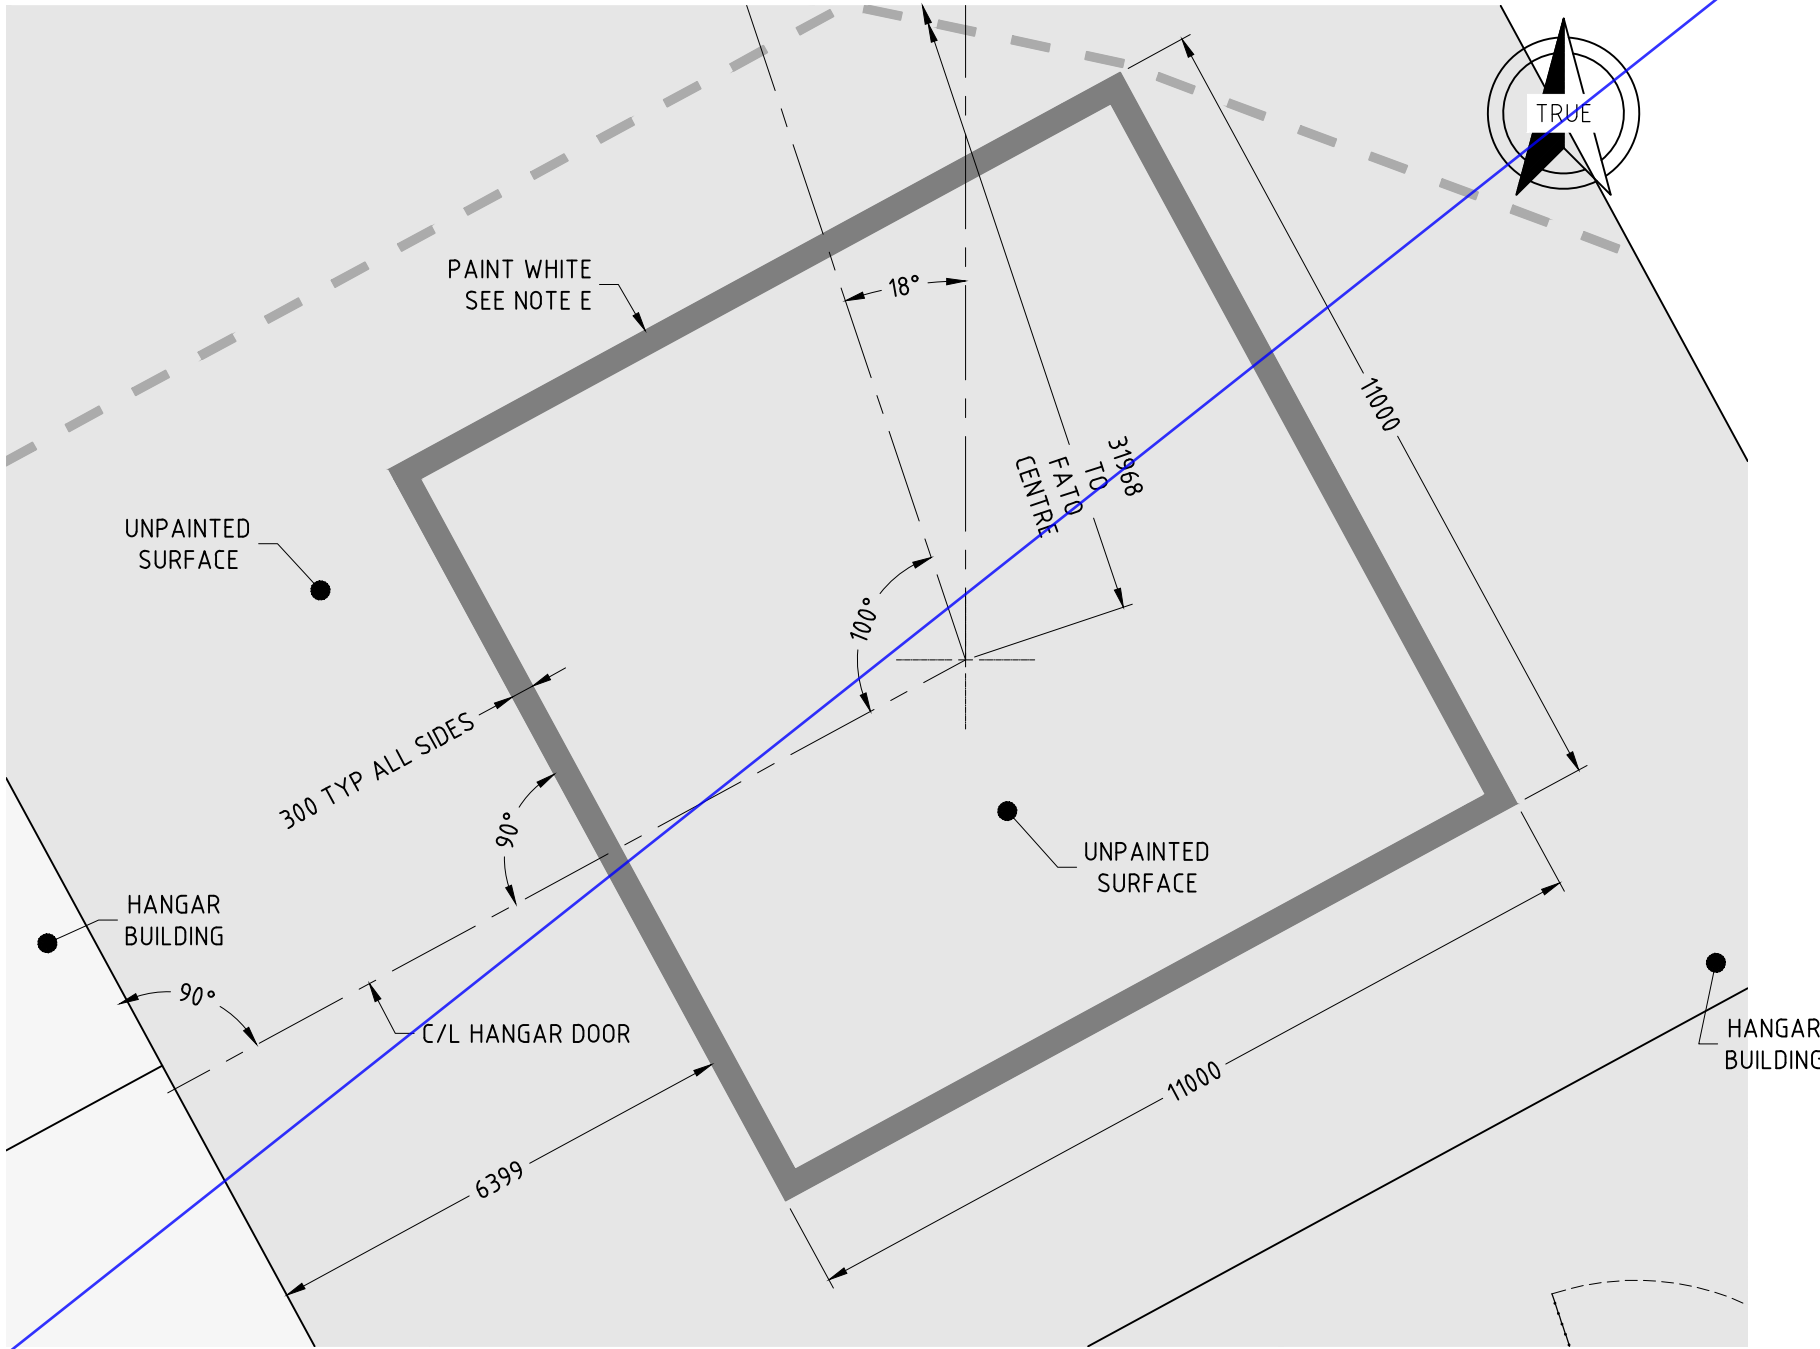 TRUE
PAINT WHITE
SEE NOTE E
18°
11000
31968
TO
FATO
CENTRE
UNPAINTED
SURFACE
100°
300 TYP ALL SIDES
90°
UNPAINTED
SURFACE
HANGAR
BUILDING
90°
C/L HANGAR DOOR
HANGAR
BUILDING
11000
6399